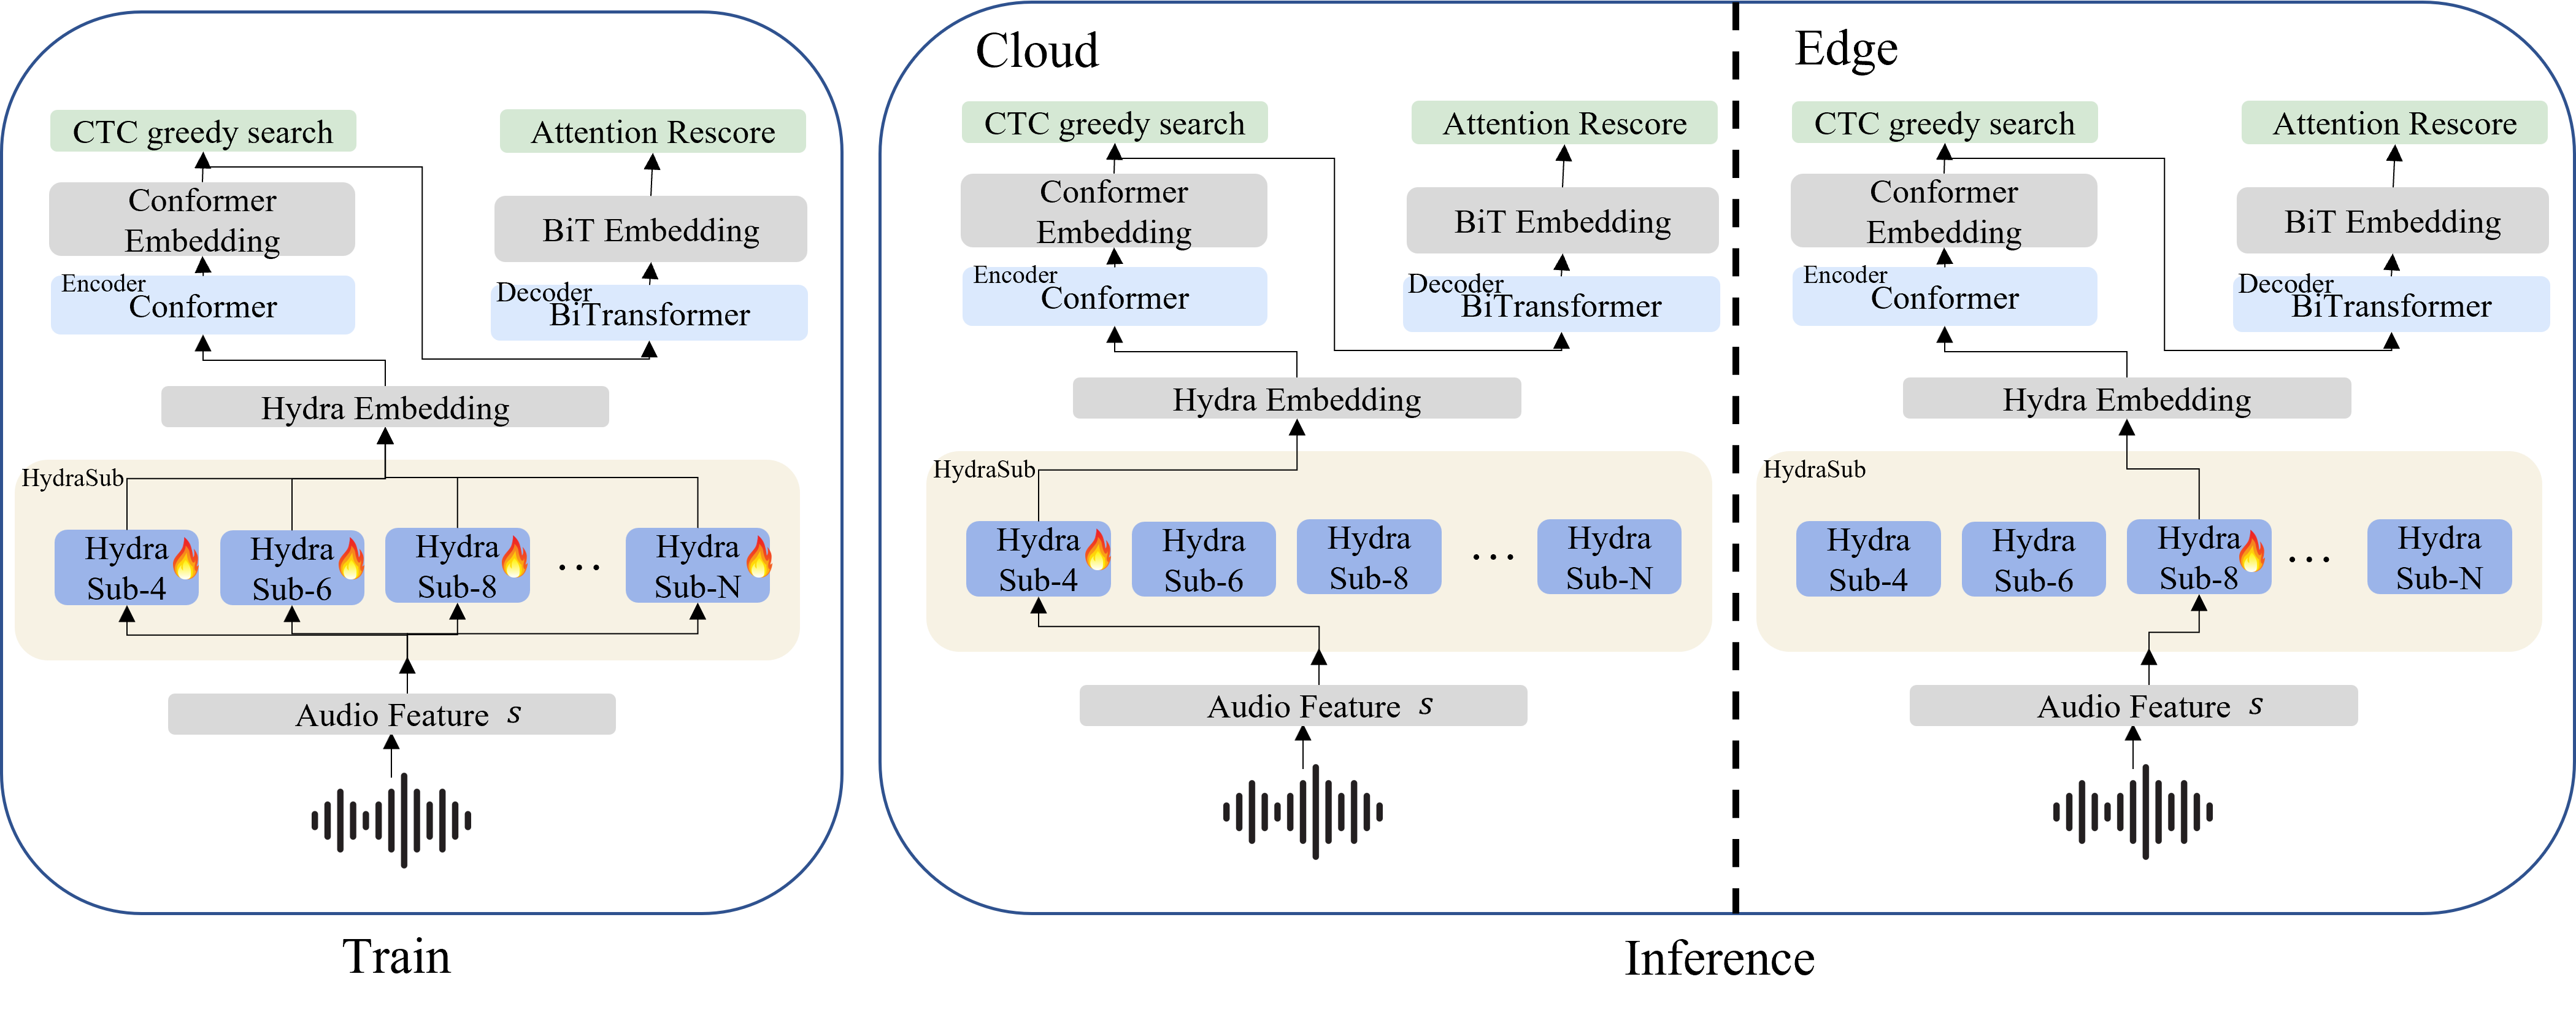 CTC greedy search
Attention Rescore
Conformer
Embedding
BiT Embedding
Encoder
Conformer
Decoder
BiTransformer
Hydra Embedding
HydraSub
Hydra
Sub-4
Hydra
Sub-6
Hydra
Sub-8
...
Hydra
Sub-N
Audio Feature s
Train
Cloud
CTC greedy search
Attention Rescore
Conformer
Embedding
BiT Embedding
Encoder
Conformer
Decoder
BiTransformer
Hydra Embedding
HydraSub
Hydra
Sub-4
Hydra
Sub-6
Hydra
Sub-8
...
Hydra
Sub-N
Audio Feature s
Edge
CTC greedy search
Attention Rescore
Conformer
Embedding
BiT Embedding
Encoder
Conformer
Decoder
BiTransformer
Hydra Embedding
HydraSub
Hydra
Sub-4
Hydra
Sub-6
Hydra
Sub-8
...
Hydra
Sub-N
Audio Feature s
Inference